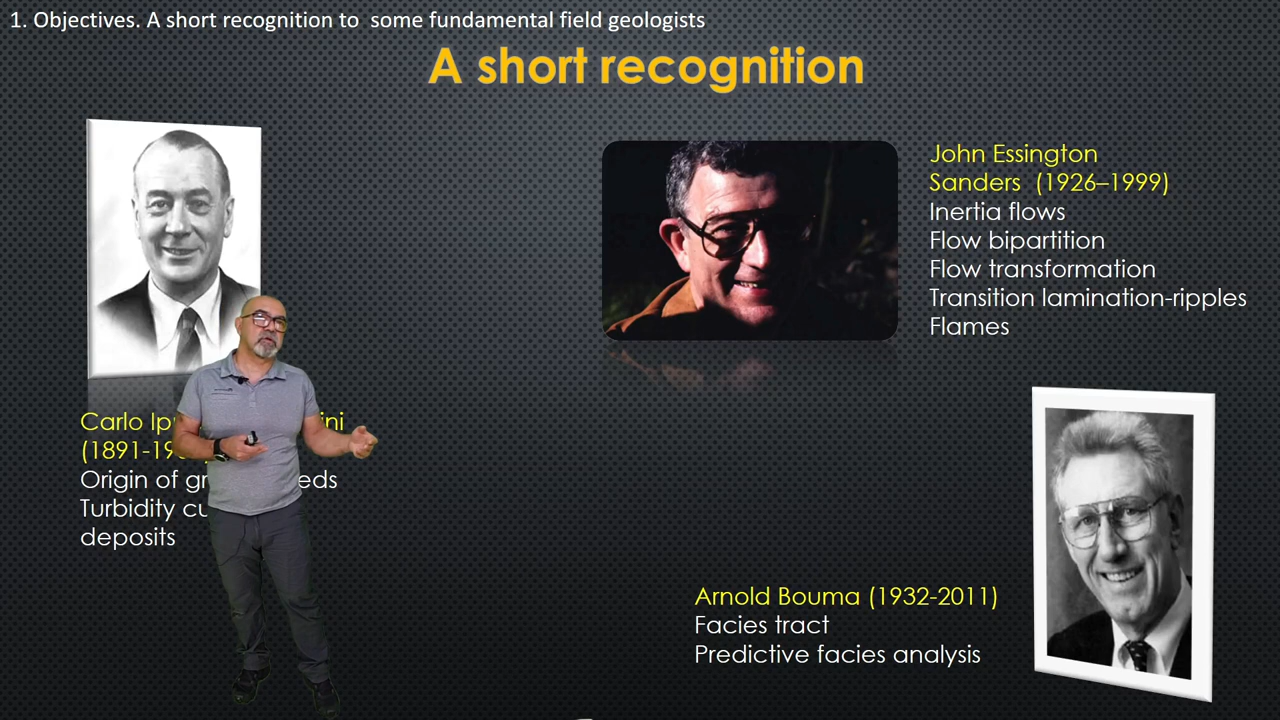 1. Objectives. A short recognition to some fundamental field geologists
A short recognition
John Essington
Sanders (1926–1999)
Inertia flows
Flow bipartition
Flow transformation
Transition lamination-ripples
Flames
Carlo
(1891-19
Origin of
Turbidity
deposits
Arnold Bouma (1932-2011)
Facies tract
Predictive facies analysis